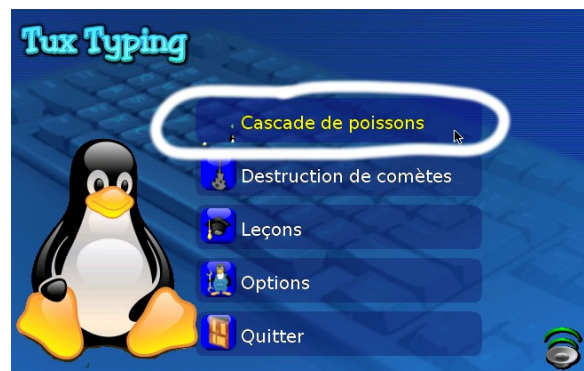 Tux Typing
Cascade de poissons
Destruction de comètes
Leçons
Options
Quitter